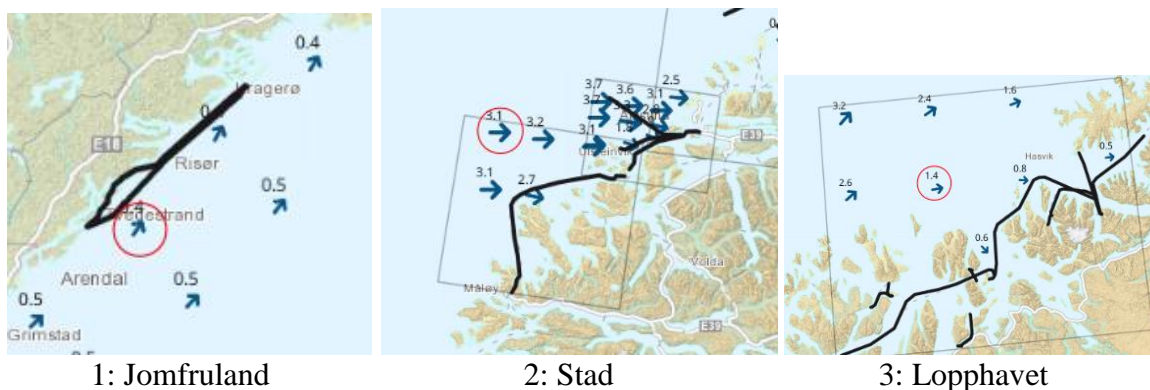 0.4
Kragerø
E18
Risør
0.5
Tvedestrand
Arendal
0.5
0.5
Grimstad
3.7
3.6
2.5
3.1
3.1
3.2
3.1
1.8
Ulsteinvik
E39
3.1
2.7
Volda
Måløy
E39
3.2
2.4
1.6
Hasvik
0.5
2.6
1.4
0.8
0.6
1: Jomfruland
2: Stad
3: Lopphavet